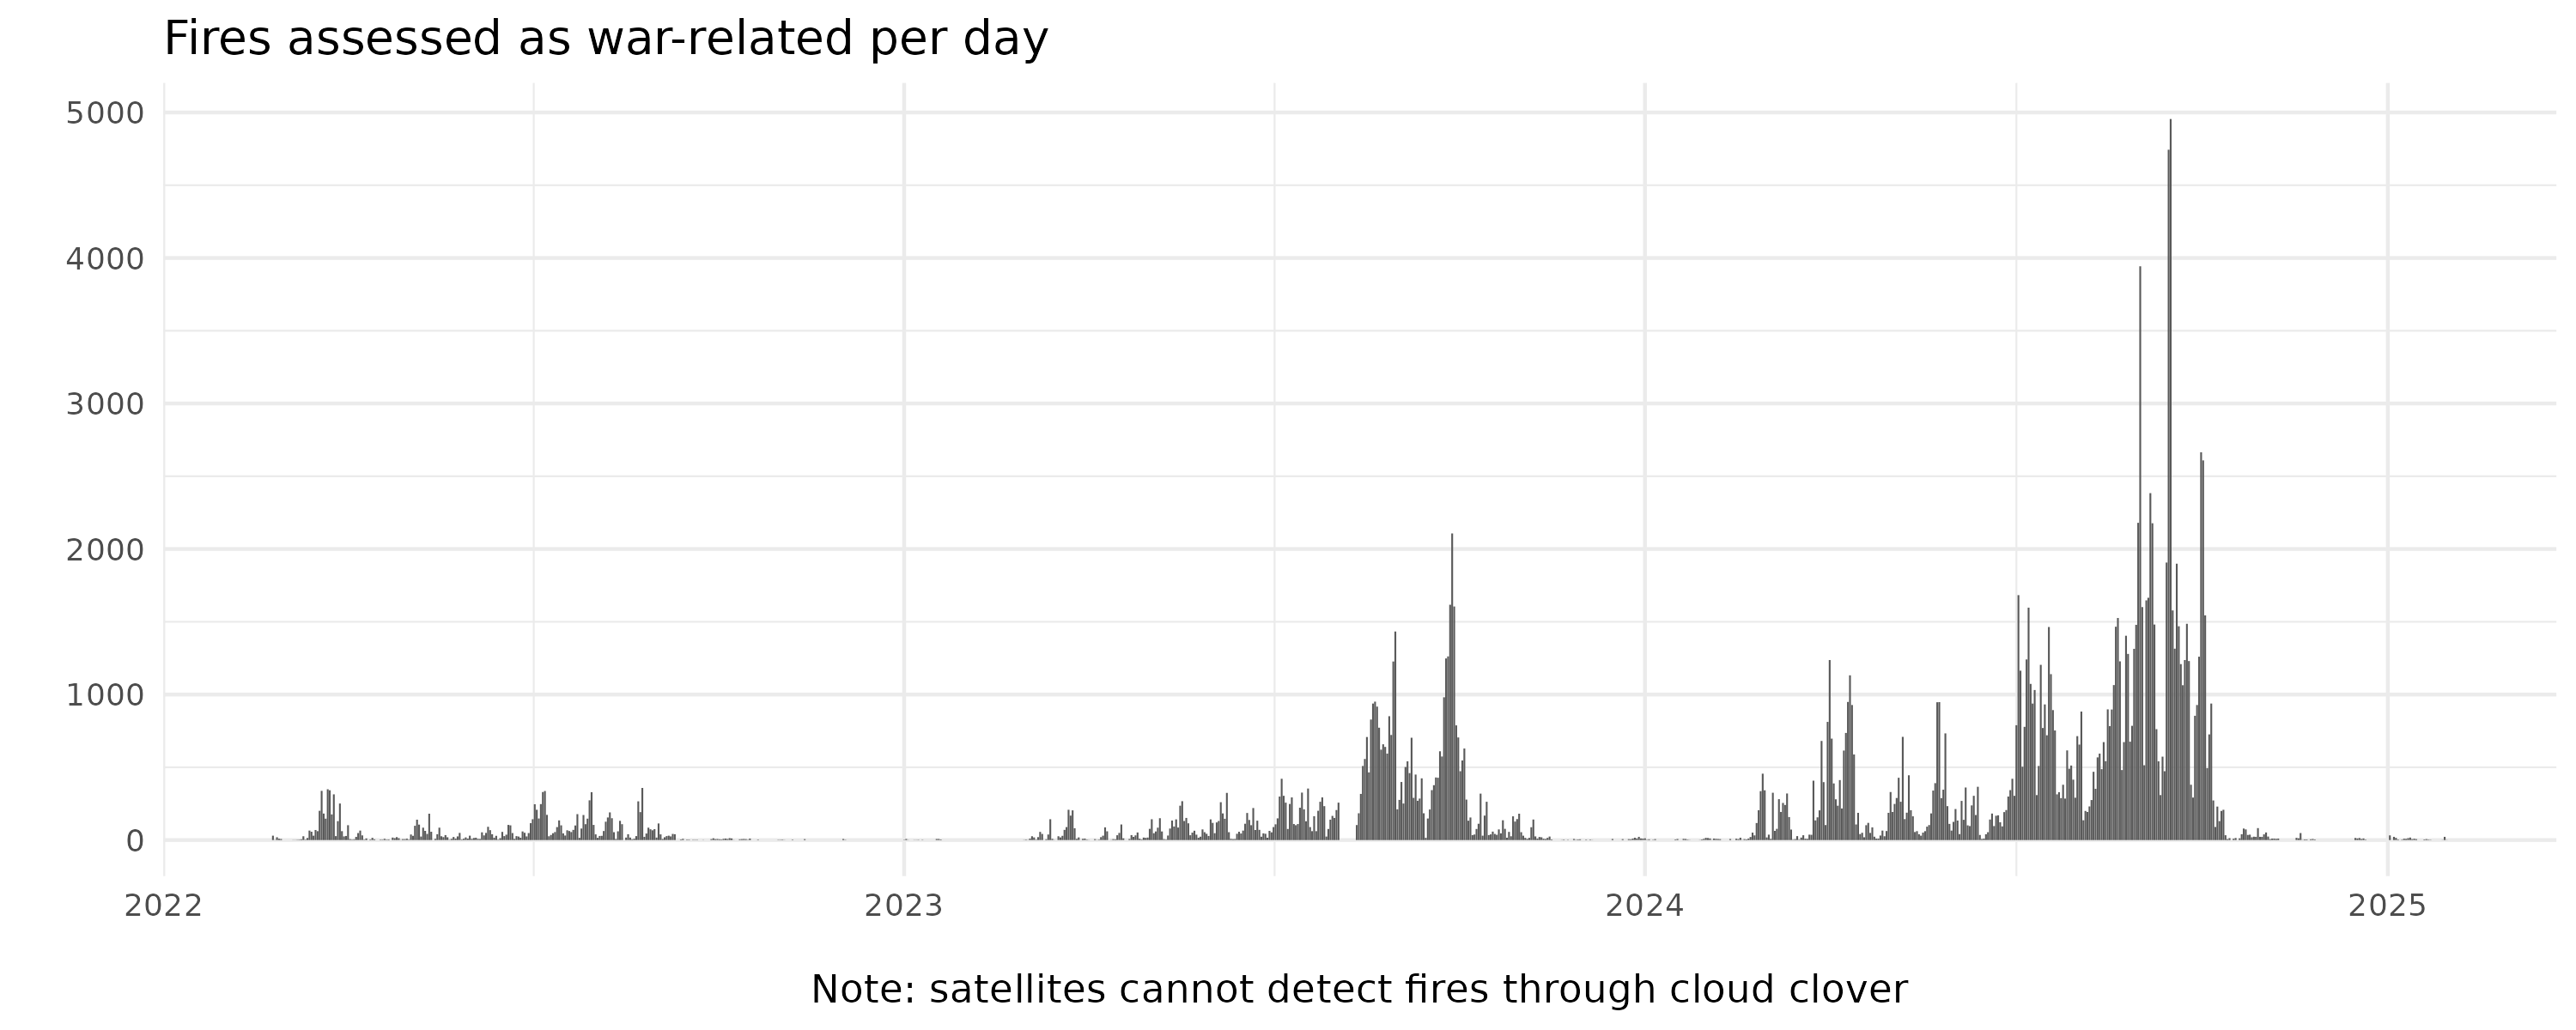 Fires assessed as war-related per day
5000
4000
3000
2000
1000
0
2022 2023 2024 2025
Note: satellites cannot detect fires through cloud clover